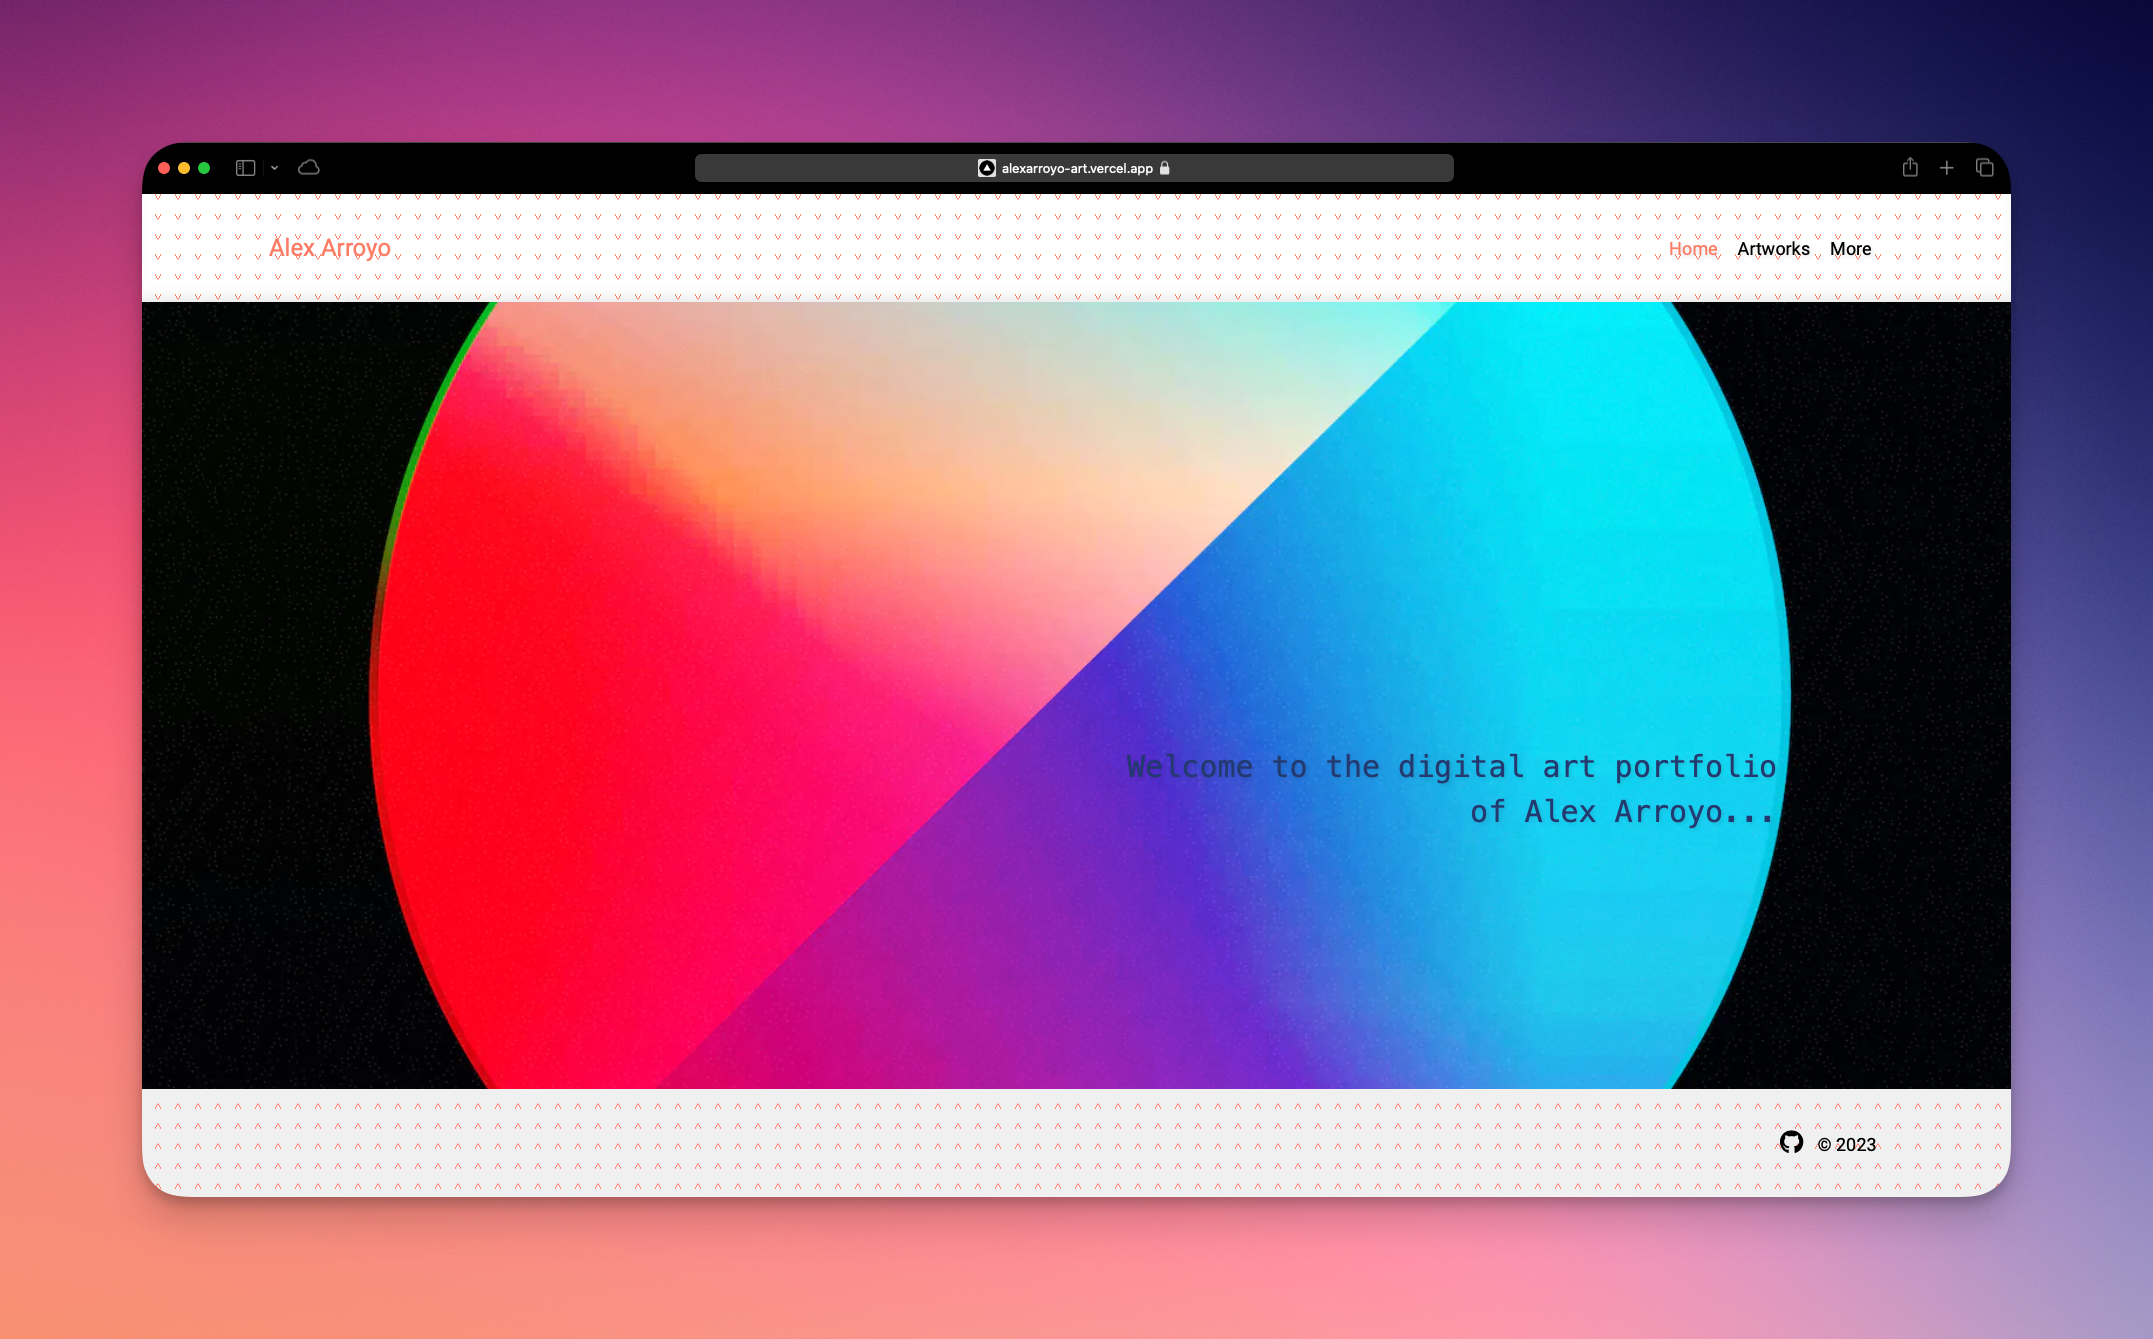 alexarroyo-art.vercel.app
Alex Arroyo
Home Artworks More
Welcome to the digital art portfolio
of Alex Arroyo...
© 2023